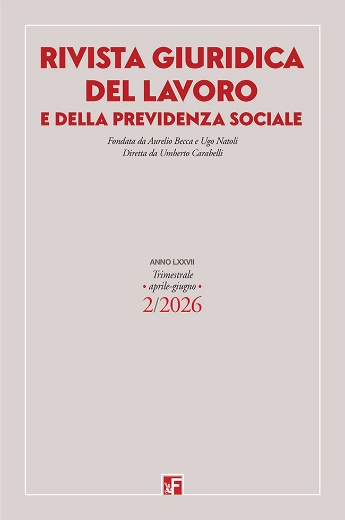 RIVISTA GIURIDICA
DEL LAVORO
E DELLA PREVIDENZA SOCIALE
Fondata da Aurelio Becca e Ugo Natoli
Diretta da Umberto Carabelli
ANNO LXXVII
Trimestrale
• aprile-giugno •
2/2026
F